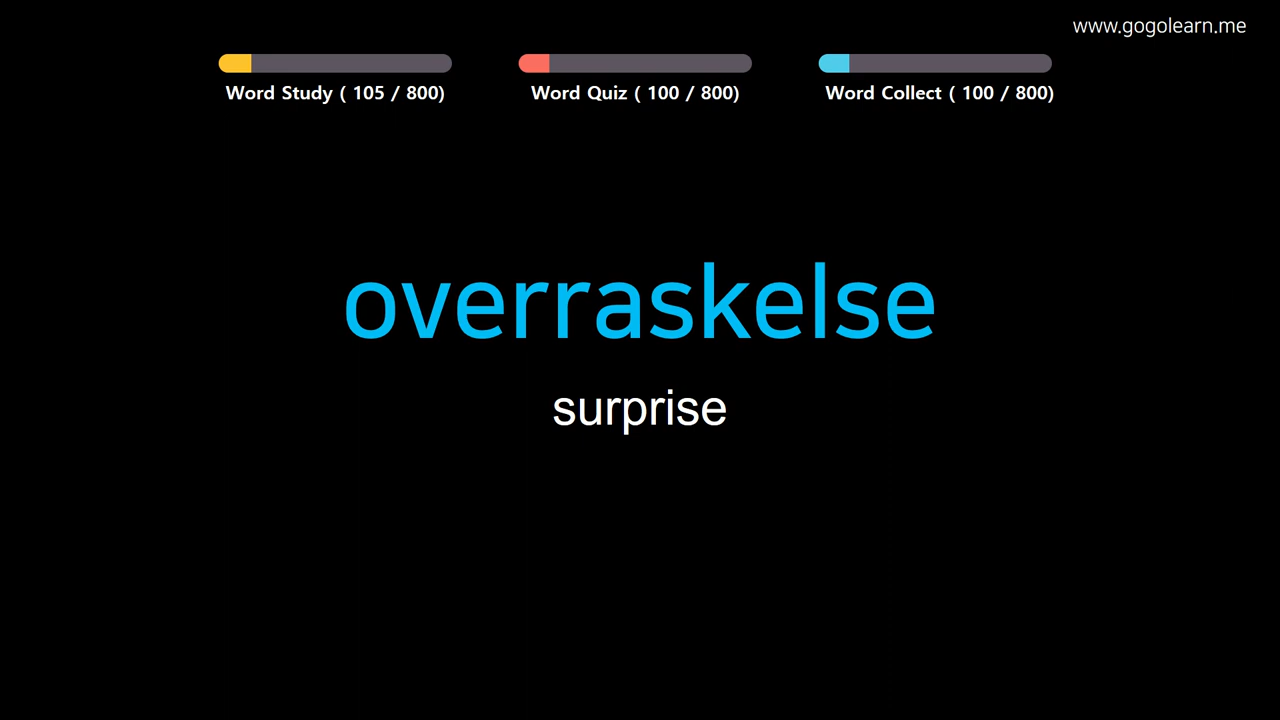 www.gogolearn.me
Word Study ( 105 / 800)
Word Quiz ( 100 / 800)
Word Collect ( 100 / 800)
overraskelse
surprise